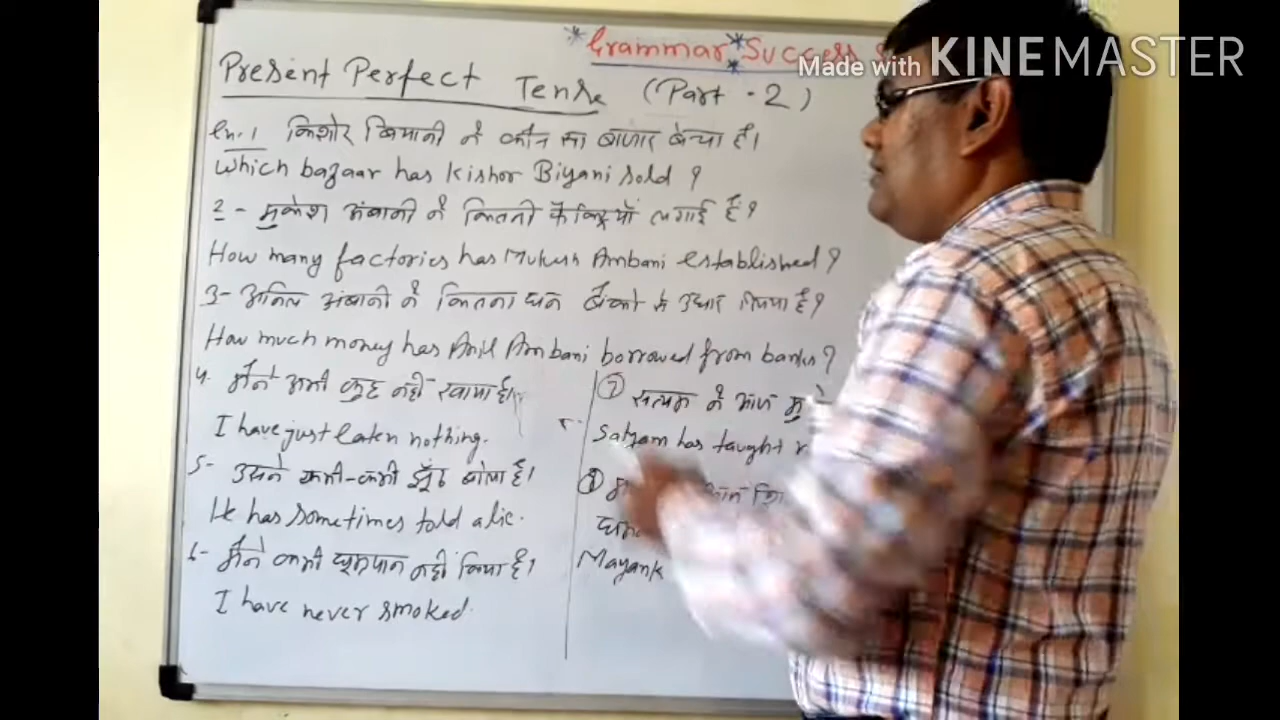 *Grammar* Success
Made with KINEMASTER
Present Perfect Tense (Part - 2)
Ex. 1 किशोर बियानी ने कौन सा बाजार बेचा है।
Which bazaar has Kishor Biyani sold ?
2 - मुकेश अंबानी ने कितनी फैक्ट्रियाँ लगाई हैं?
How many factories has Mukesh Ambani established ?
3 - अनिल अंबानी ने कितना धन बैंको से उधार लिया है?
How much money has Anil Ambani borrowed from banks ?
4. मैंने अभी कुछ नहीं खाया है।
I have just eaten nothing.
5 - उसने कभी-कभी झूठ बोला है।
He has sometimes told a lie.
6 - मैंने कभी धूम्रपान नहीं किया है।
I have never smoked.
7 सत्यम ने आज
Satyam has taught
8
Mayank